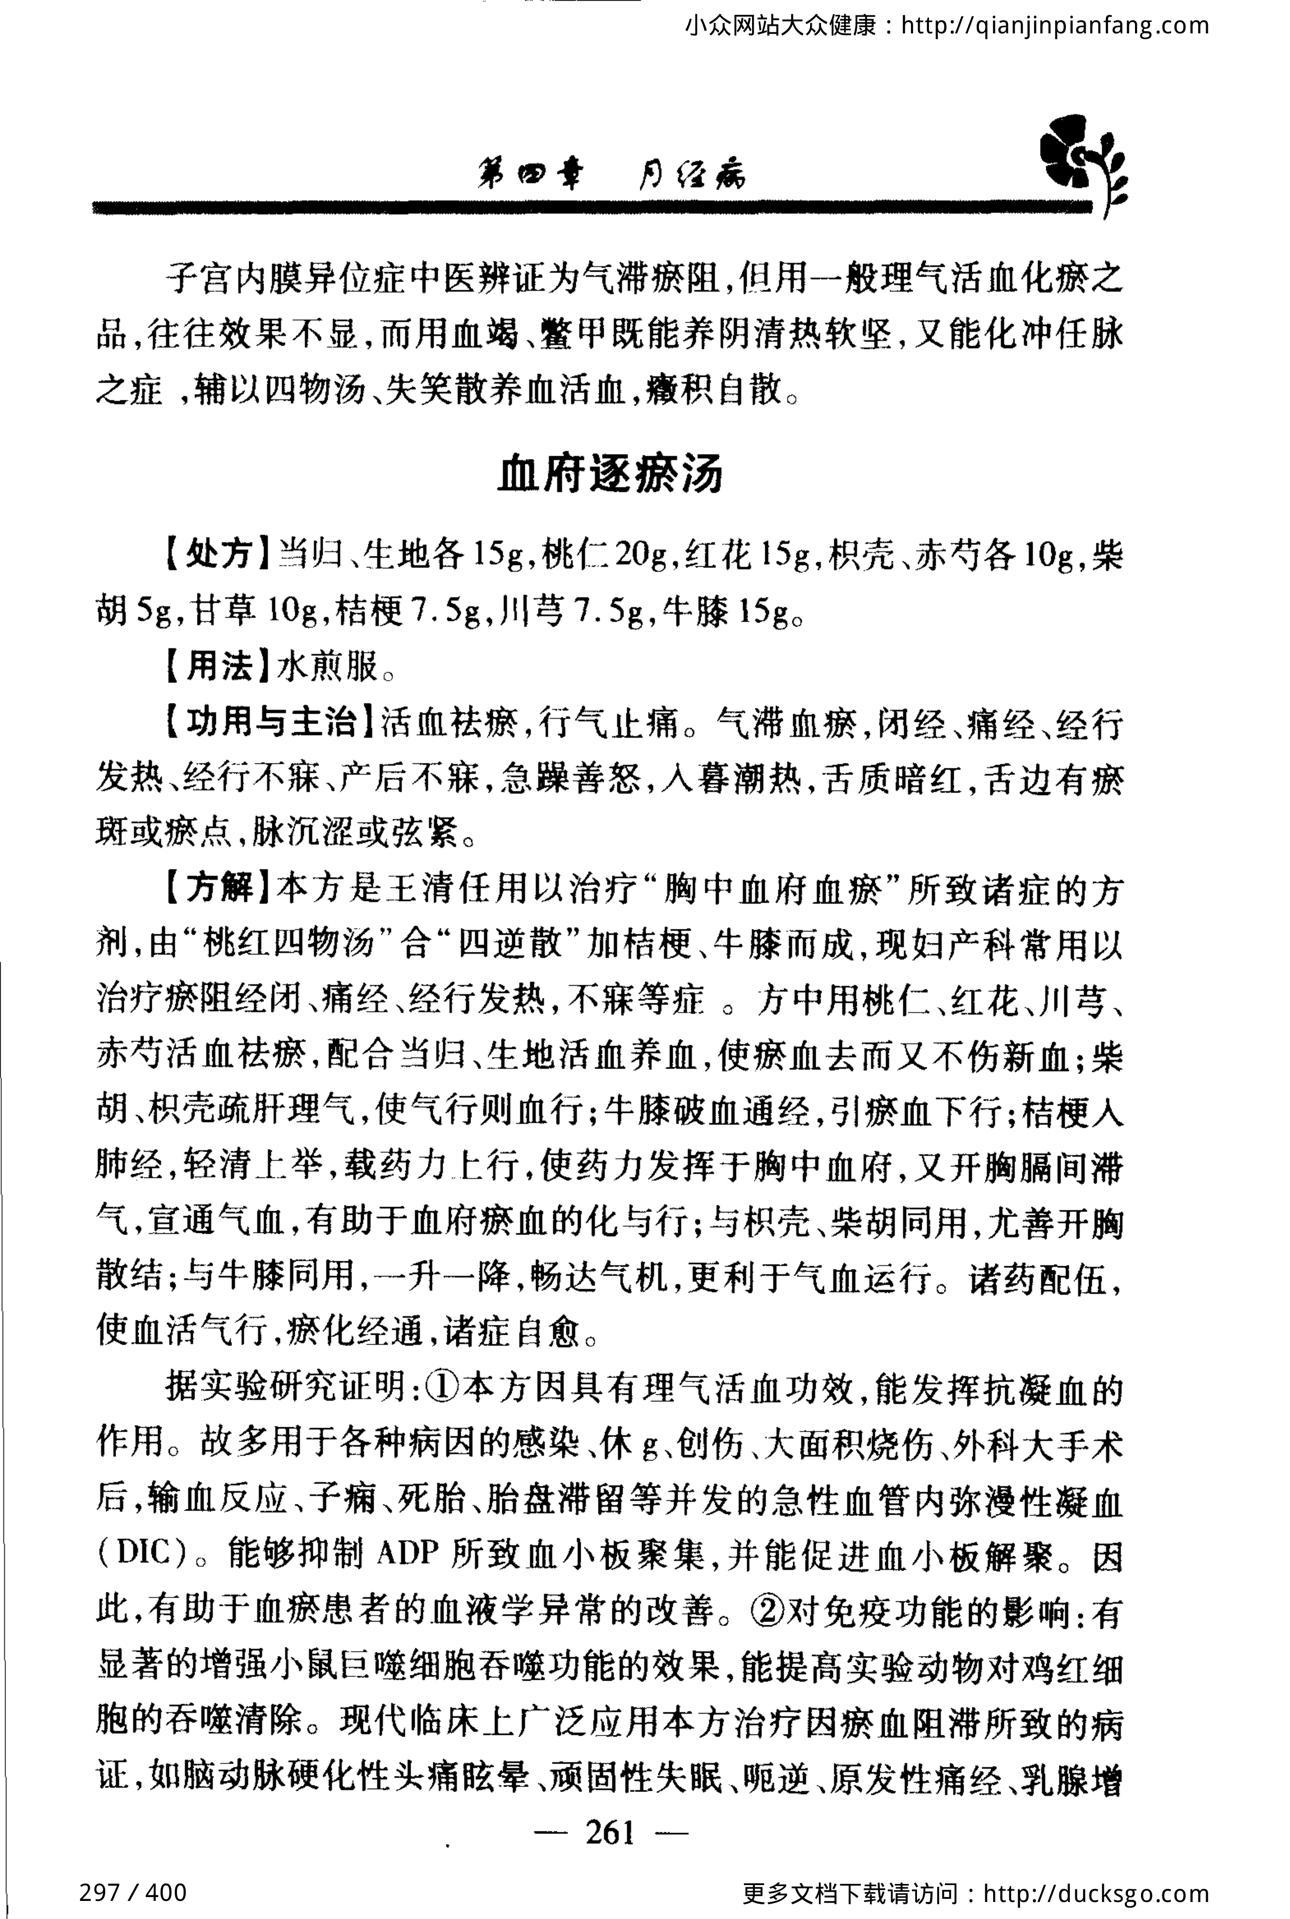 小众网站大众健康：http://qianjinpianfang.com
第四章 月经病
子宫内膜异位症中医辨证为气滞瘀阻,但用一般理气活血化瘀之
品,往往效果不显,而用血竭、鳖甲既能养阴清热软坚,又能化冲任脉
之症 ,辅以四物汤、失笑散养血活血,癥积自散。
血府逐瘀汤
【处方】当归、生地各15g,桃仁20g,红花15g,枳壳、赤芍各10g,柴
胡5g,甘草10g,桔梗7.5g,川芎7.5g,牛膝15g。
【用法】水煎服。
【功用与主治】活血祛瘀,行气止痛。气滞血瘀,闭经、痛经、经行
发热、经行不寐、产后不寐,急躁善怒,入暮潮热,舌质暗红,舌边有瘀
斑或瘀点,脉沉涩或弦紧。
【方解】本方是王清任用以治疗“胸中血府血瘀”所致诸症的方
剂,由“桃红四物汤”合“四逆散”加桔梗、牛膝而成,现妇产科常用以
治疗瘀阻经闭、痛经、经行发热,不寐等症 。方中用桃仁、红花、川芎、
赤芍活血祛瘀,配合当归、生地活血养血,使瘀血去而又不伤新血;柴
胡、枳壳疏肝理气,使气行则血行;牛膝破血通经,引瘀血下行;桔梗入
肺经,轻清上举,载药力上行,使药力发挥于胸中血府,又开胸膈间滞
气,宣通气血,有助于血府瘀血的化与行;与枳壳、柴胡同用,尤善开胸
散结;与牛膝同用,一升一降,畅达气机,更利于气血运行。诸药配伍,
使血活气行,瘀化经通,诸症自愈。
据实验研究证明:①本方因具有理气活血功效,能发挥抗凝血的
作用。故多用于各种病因的感染、休g、创伤、大面积烧伤、外科大手术
后,输血反应、子痫、死胎、胎盘滞留等并发的急性血管内弥漫性凝血
(DIC)。能够抑制ADP所致血小板聚集,并能促进血小板解聚。因
此,有助于血瘀患者的血液学异常的改善。②对免疫功能的影响:有
显著的增强小鼠巨噬细胞吞噬功能的效果,能提高实验动物对鸡红细
胞的吞噬清除。现代临床上广泛应用本方治疗因瘀血阻滞所致的病
证,如脑动脉硬化性头痛眩晕、顽固性失眠、呃逆、原发性痛经、乳腺增
— 261 —
297 / 400
更多文档下载请访问：http://ducksgo.com